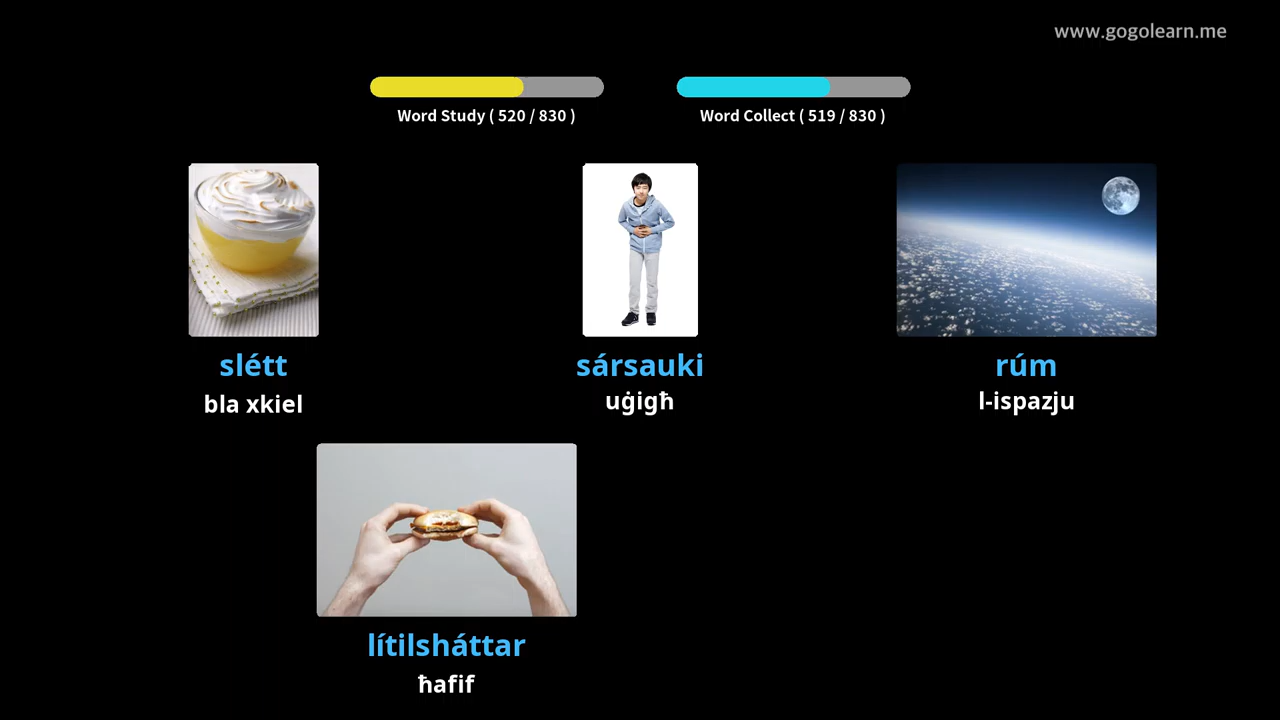 www.gogolearn.me
Word Study ( 520 / 830 )
Word Collect ( 519 / 830 )
slétt
bla xkiel
sársauki
uġigħ
rúm
l-ispazju
lítilsháttar
ħafif